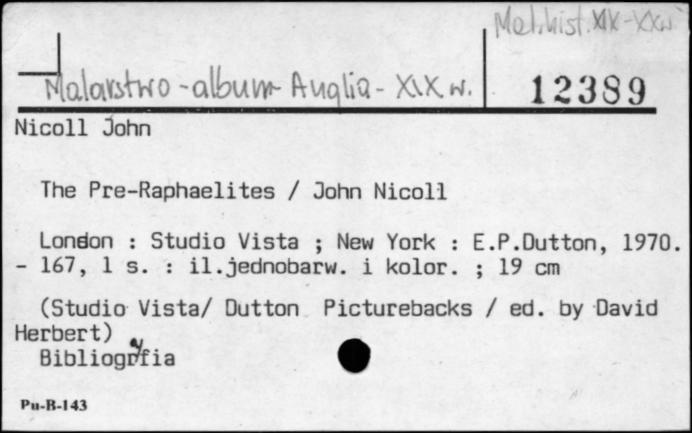 Mal.hist. XIX-XXw
Malarstwo - album Anglia - XIX w.
12389
Nicoll John
The Pre-Raphaelites / John Nicoll
London : Studio Vista ; New York : E.P.Dutton, 1970.
- 167, 1 s. : il.jednobarw. i kolor. ; 19 cm
(Studio Vista/ Dutton Picturebacks / ed. by David
Herbert)
Bibliografia
Pu-B-143